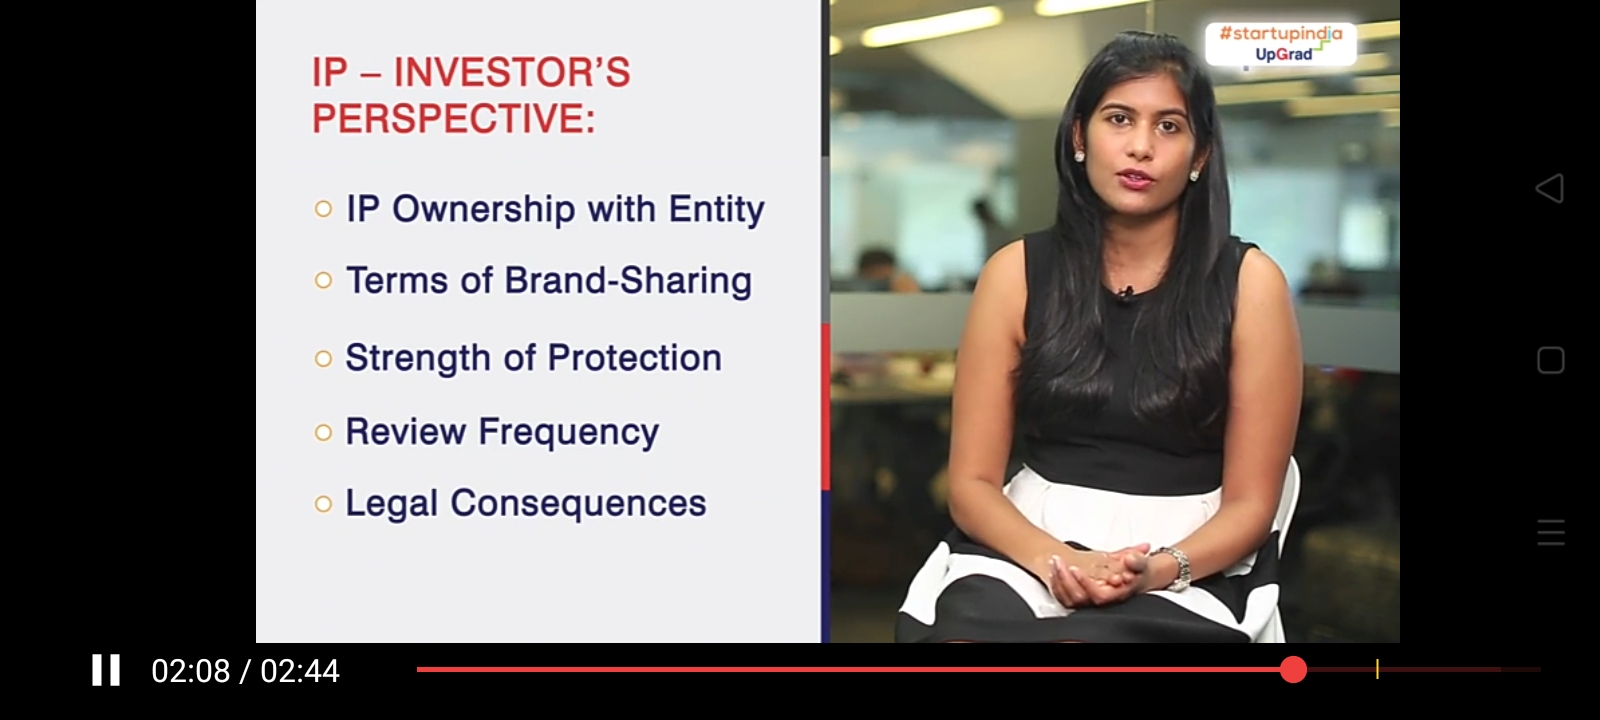 IP – INVESTOR'S
PERSPECTIVE:
IP Ownership with Entity
Terms of Brand-Sharing
Strength of Protection
Review Frequency
Legal Consequences
#startupindia
UpGrad
02:08 / 02:44